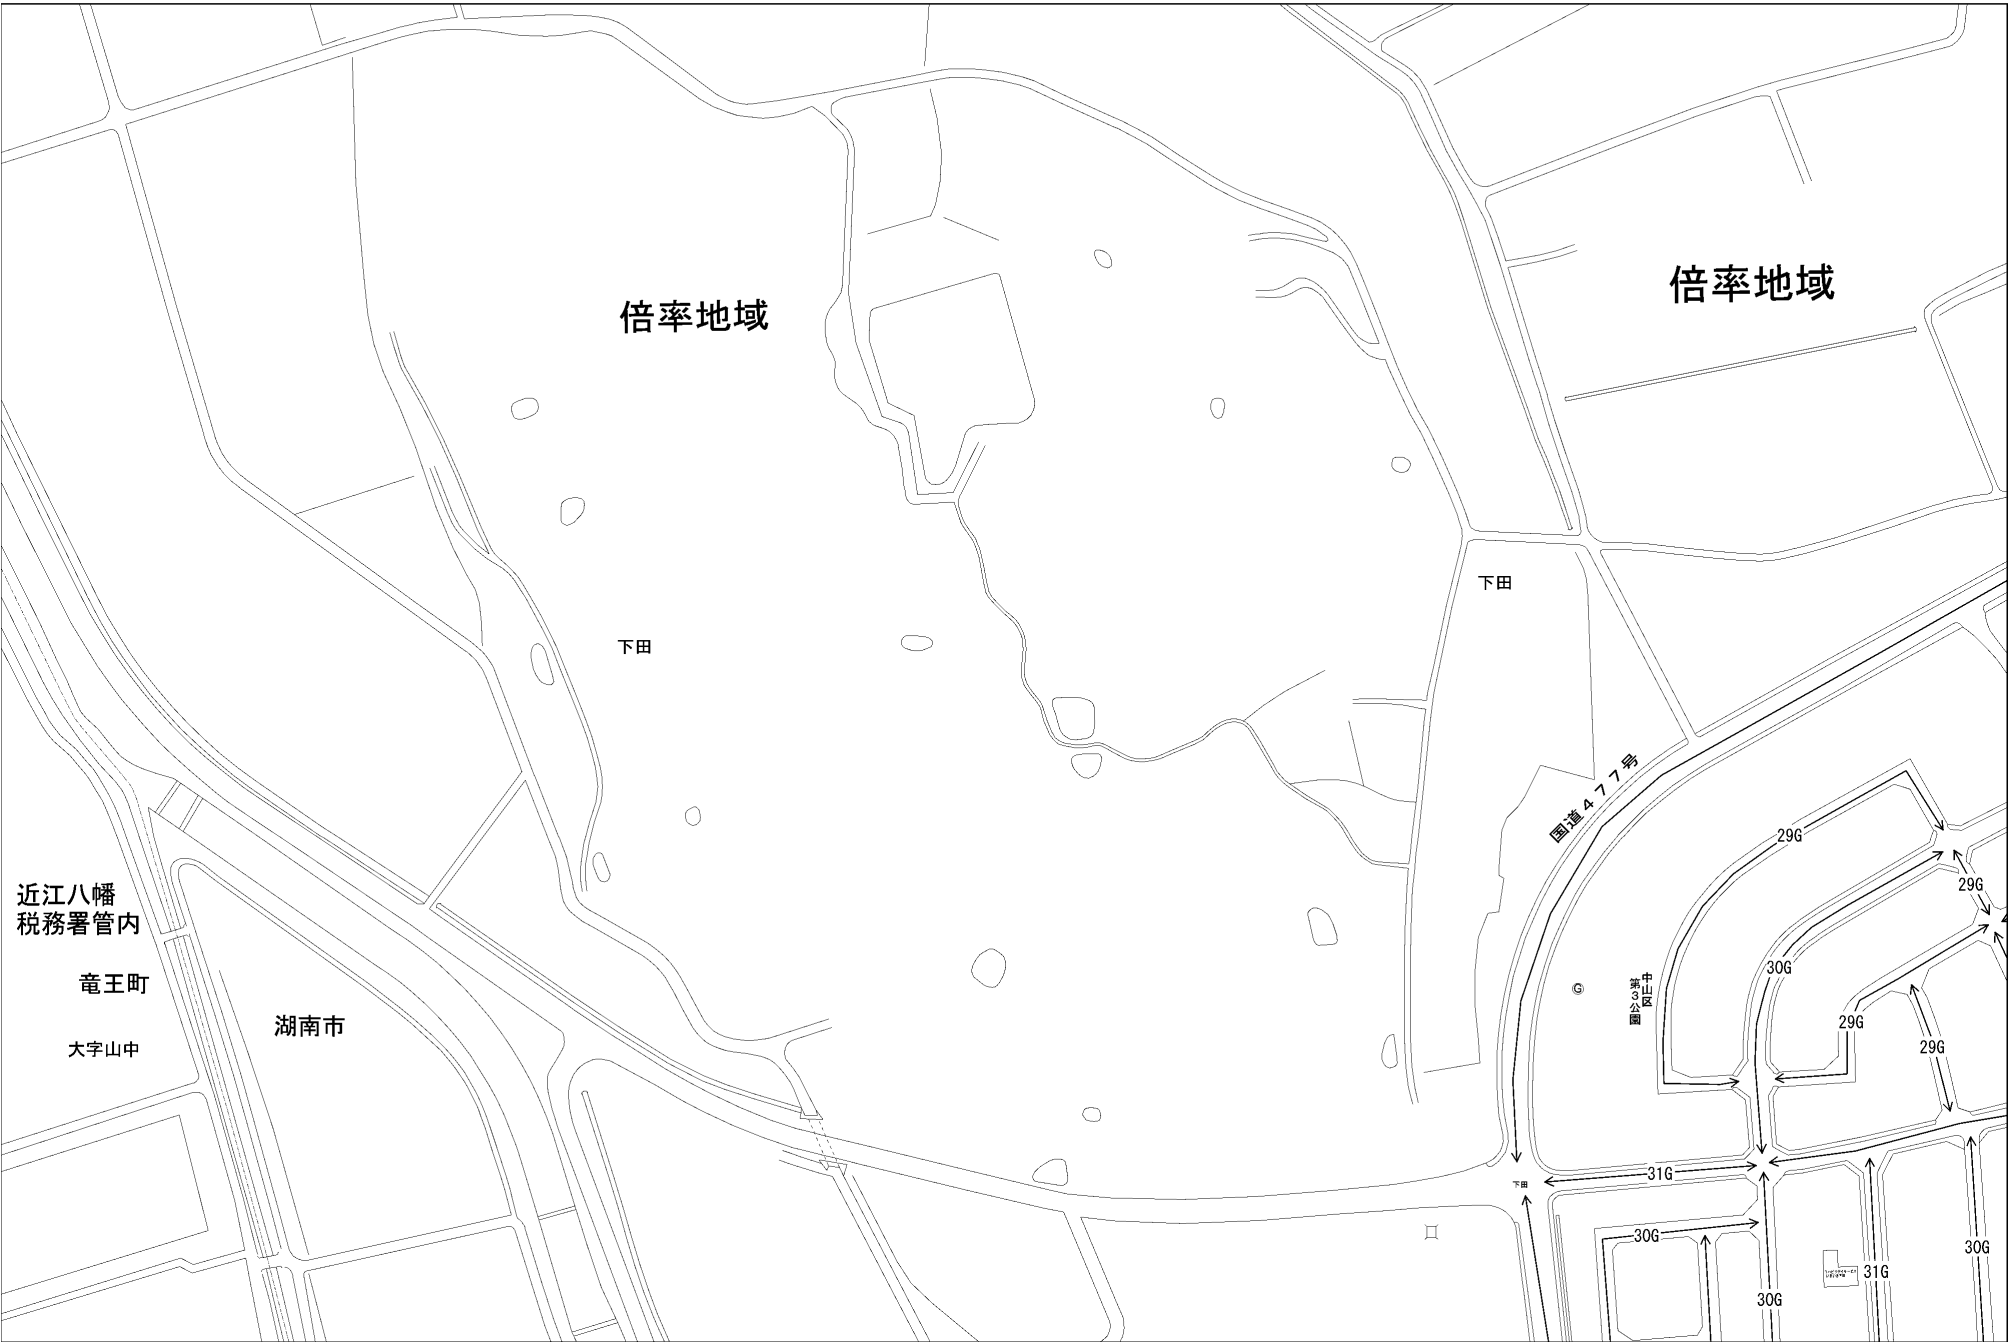 倍率地域
倍率地域
下田
下田
国道477号
29G
29G
近江八幡
税務署管内
竜王町
湖南市
大字山中
中山区
第3公園
G
30G
29G
29G
31G
下田
30G
30G
31G
30G